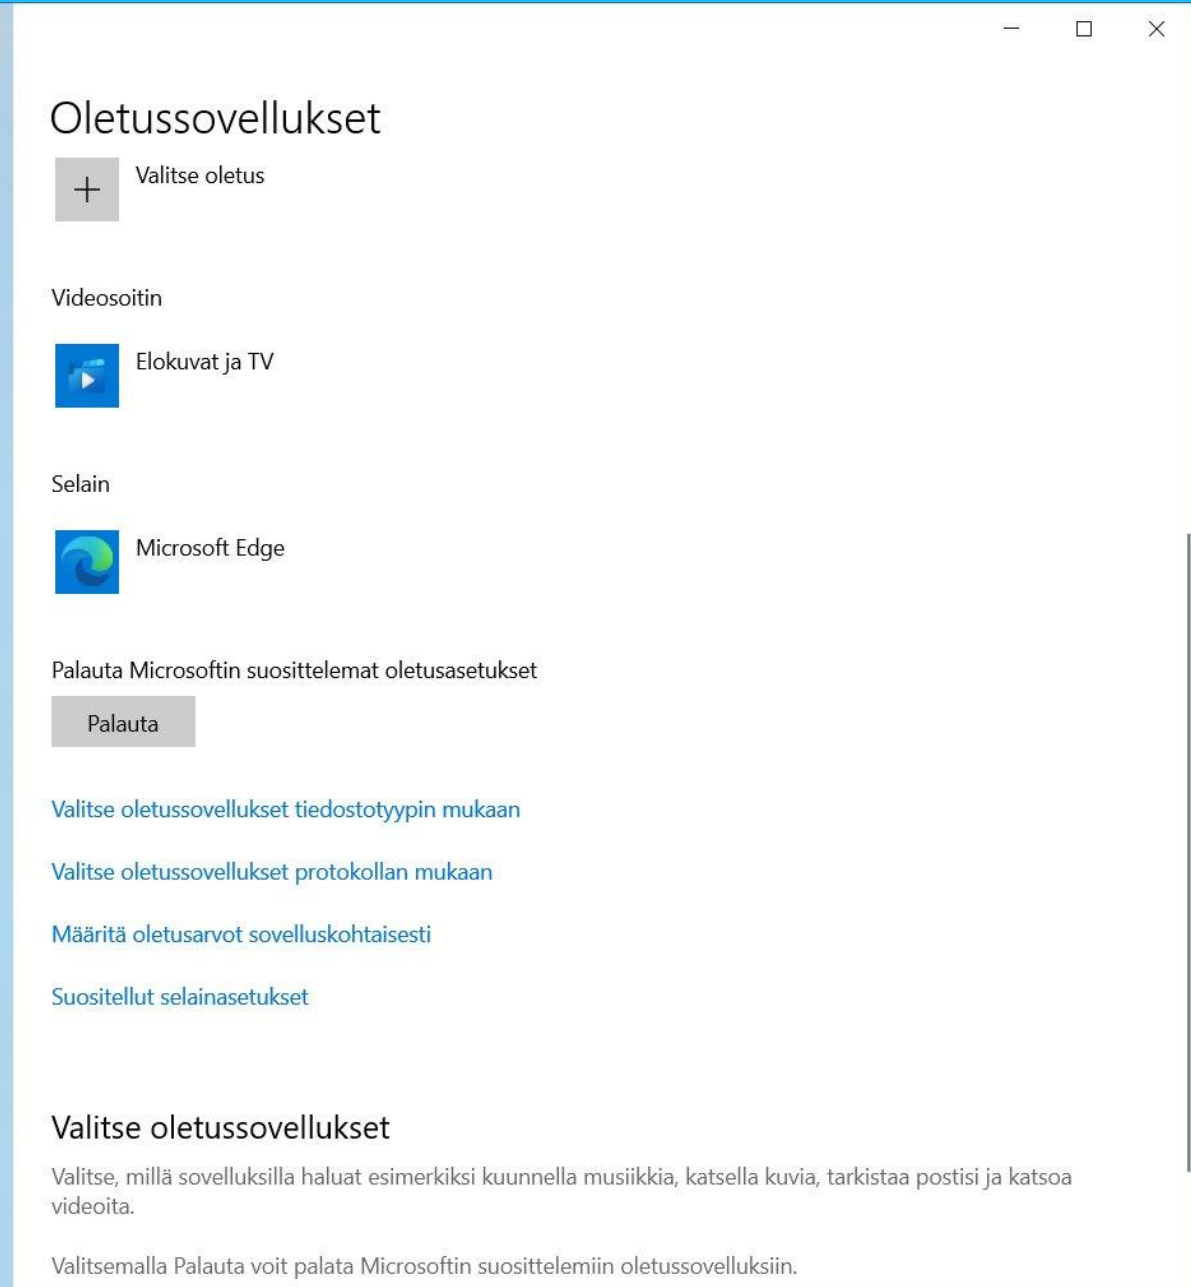 Oletussovellukset
Valitse oletus
Videosoitin
Elokuvat ja TV
Selain
Microsoft Edge
Palauta Microsoftin suosittelemat oletusasetukset
Palauta
Valitse oletussovellukset tiedostotyypin mukaan
Valitse oletussovellukset protokollan mukaan
Määritä oletusarvot sovelluskohtaisesti
Suositellut selainasetukset
Valitse oletussovellukset
Valitse, millä sovelluksilla haluat esimerkiksi kuunnella musiikkia, katsella kuvia, tarkistaa postisi ja katsoa
videoita.
Valitsemalla Palauta voit palata Microsoftin suosittelemiin oletussovelluksiin.